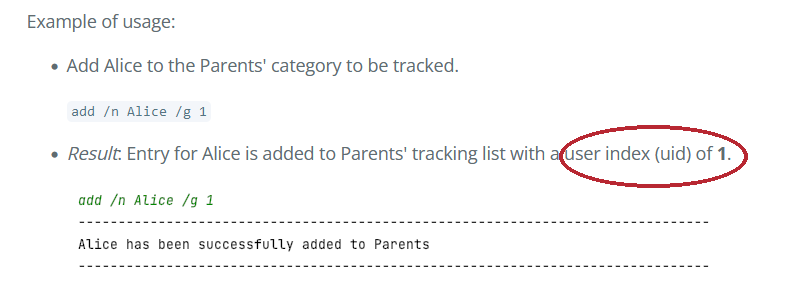 Example of usage:
• Add Alice to the Parents' category to be tracked.
add /n Alice /g 1
• Result: Entry for Alice is added to Parents' tracking list with a user index (uid) of 1.
add /n Alice /g 1
-------------------------------------------------------------------------------
Alice has been successfully added to Parents
-------------------------------------------------------------------------------